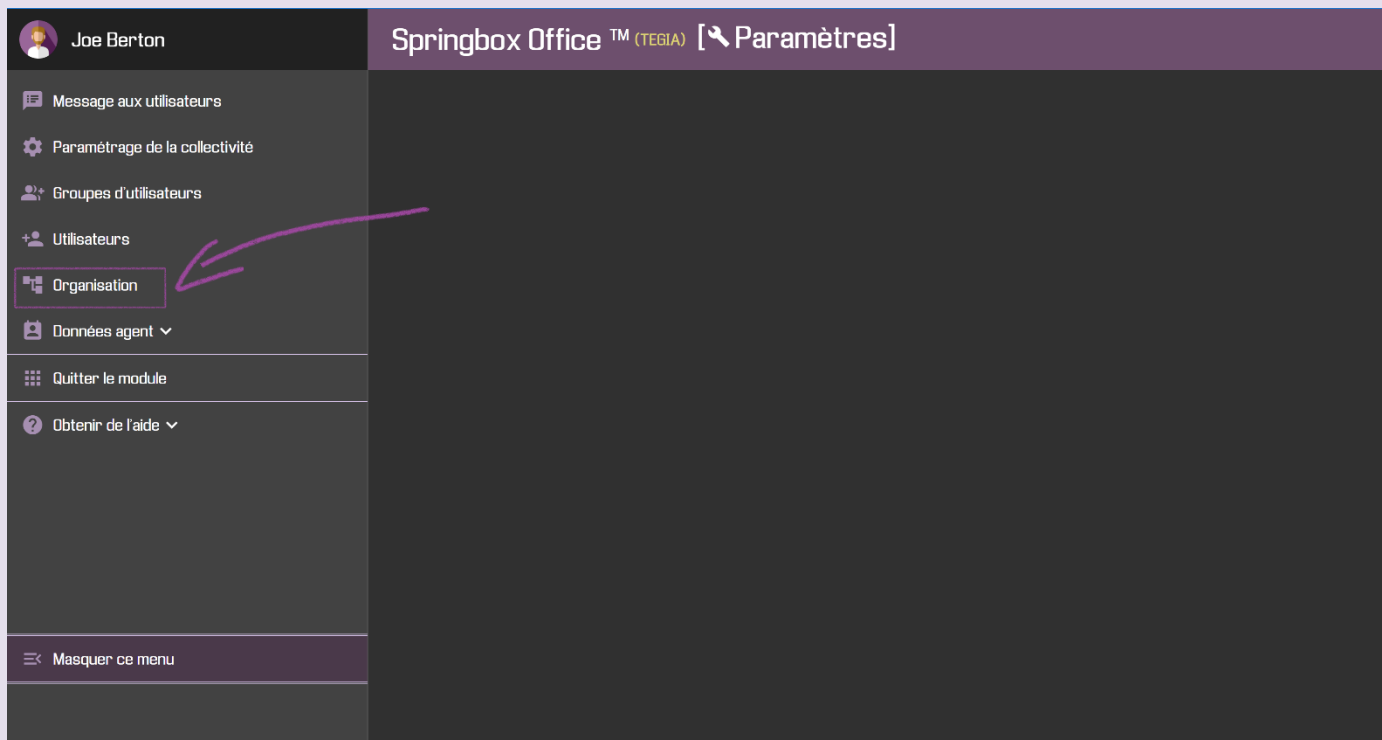 Joe Berton
Springbox Office ™ (TEGIA) [Paramètres]
Message aux utilisateurs
Paramétrage de la collectivité
Groupes d'utilisateurs
Utilisateurs
Organisation
Données agent
Quitter le module
Obtenir de l'aide
Masquer ce menu